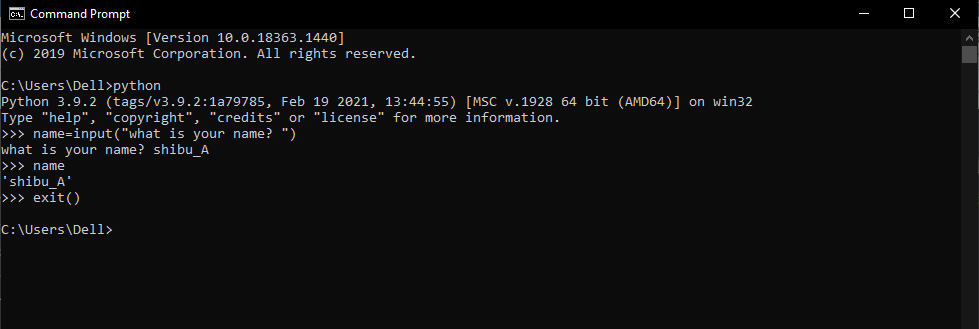 Command Prompt
Microsoft Windows [Version 10.0.18363.1440]
(c) 2019 Microsoft Corporation. All rights reserved.
C:\Users\Dell>python
Python 3.9.2 (tags/v3.9.2:1a79785, Feb 19 2021, 13:44:55) [MSC v.1928 64 bit (AMD64)] on win32
Type "help", "copyright", "credits" or "license" for more information.
>>> name=input("what is your name? ")
what is your name? shibu_A
>>> name
'shibu_A'
>>> exit()
C:\Users\Dell>